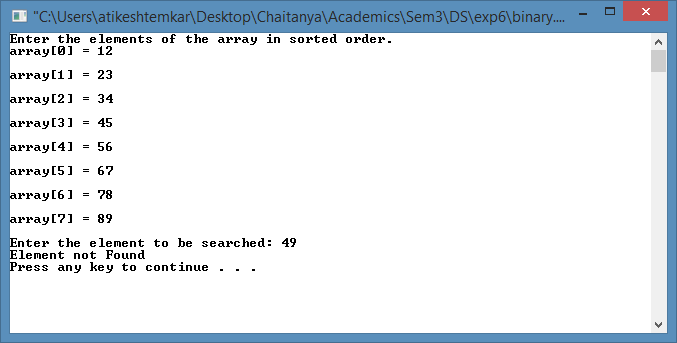 "C:\Users\atikeshtemkar\Desktop\Chaitanya\Academics\Sem3\DS\exp6\binary....
Enter the elements of the array in sorted order.
array[0] = 12
array[1] = 23
array[2] = 34
array[3] = 45
array[4] = 56
array[5] = 67
array[6] = 78
array[7] = 89
Enter the element to be searched: 49
Element not Found
Press any key to continue . . .